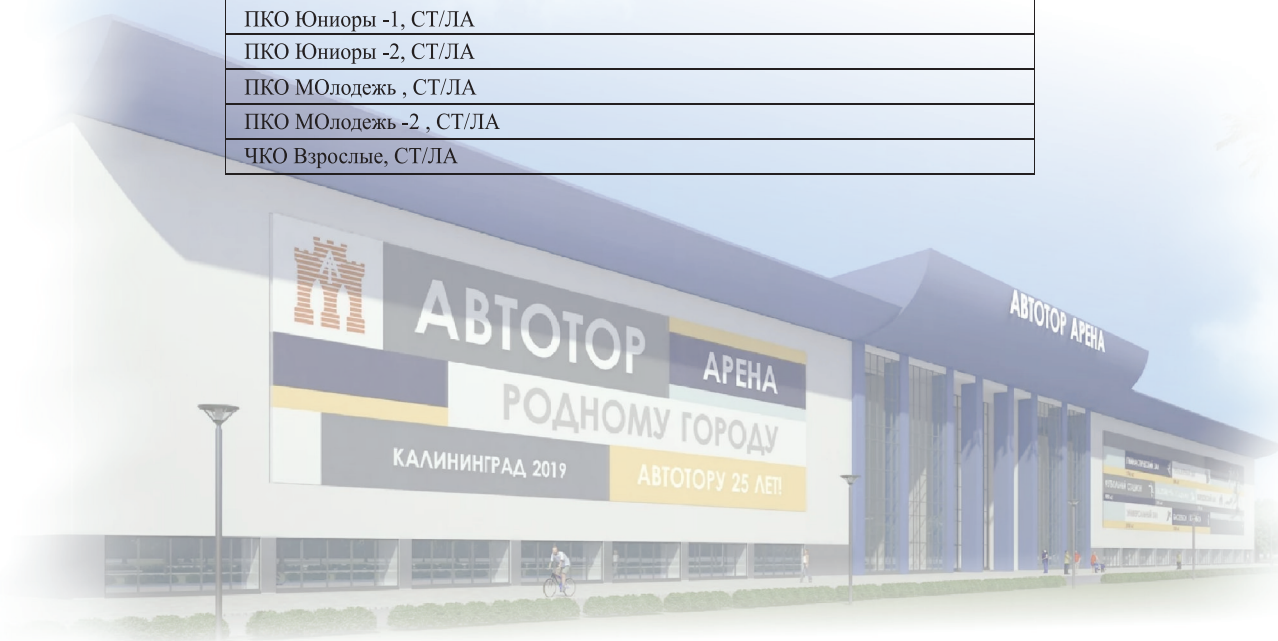 ПКО Юниоры -1, СТ/ЛА
ПКО Юниоры -2, СТ/ЛА
ПКО МОлодежь , СТ/ЛА
ПКО МОлодежь -2 , СТ/ЛА
ЧКО Взрослые, СТ/ЛА
АВТОТОР
АРЕНА
РОДНОМУ ГОРОДУ
КАЛИНИНГРАД 2019
АВТОТОРУ 25 ЛЕТ!
АВТОТОР АРЕНА